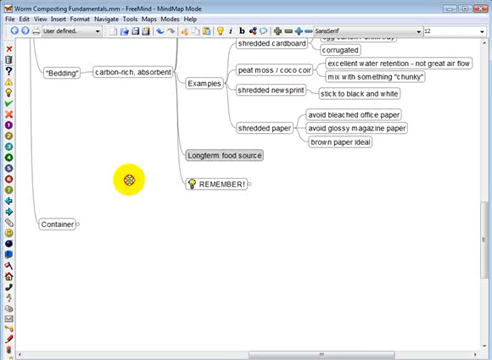 Worm Composting Fundamentals.mm - FreeMind - MindMap Mode
File Edit View Insert Format Navigate Tools Maps Modes Help
User defined.
SansSerif
12
shredded cardboard
corrugated
excellent water retention - not great air flow
"Bedding"
carbon-rich, absorbent
peat moss / coco coir
mix with something "chunky"
Examples
shredded newsprint
stick to black and white
avoid bleached office paper
shredded paper
avoid glossy magazine paper
brown paper ideal
Longterm food source
REMEMBER!
Container